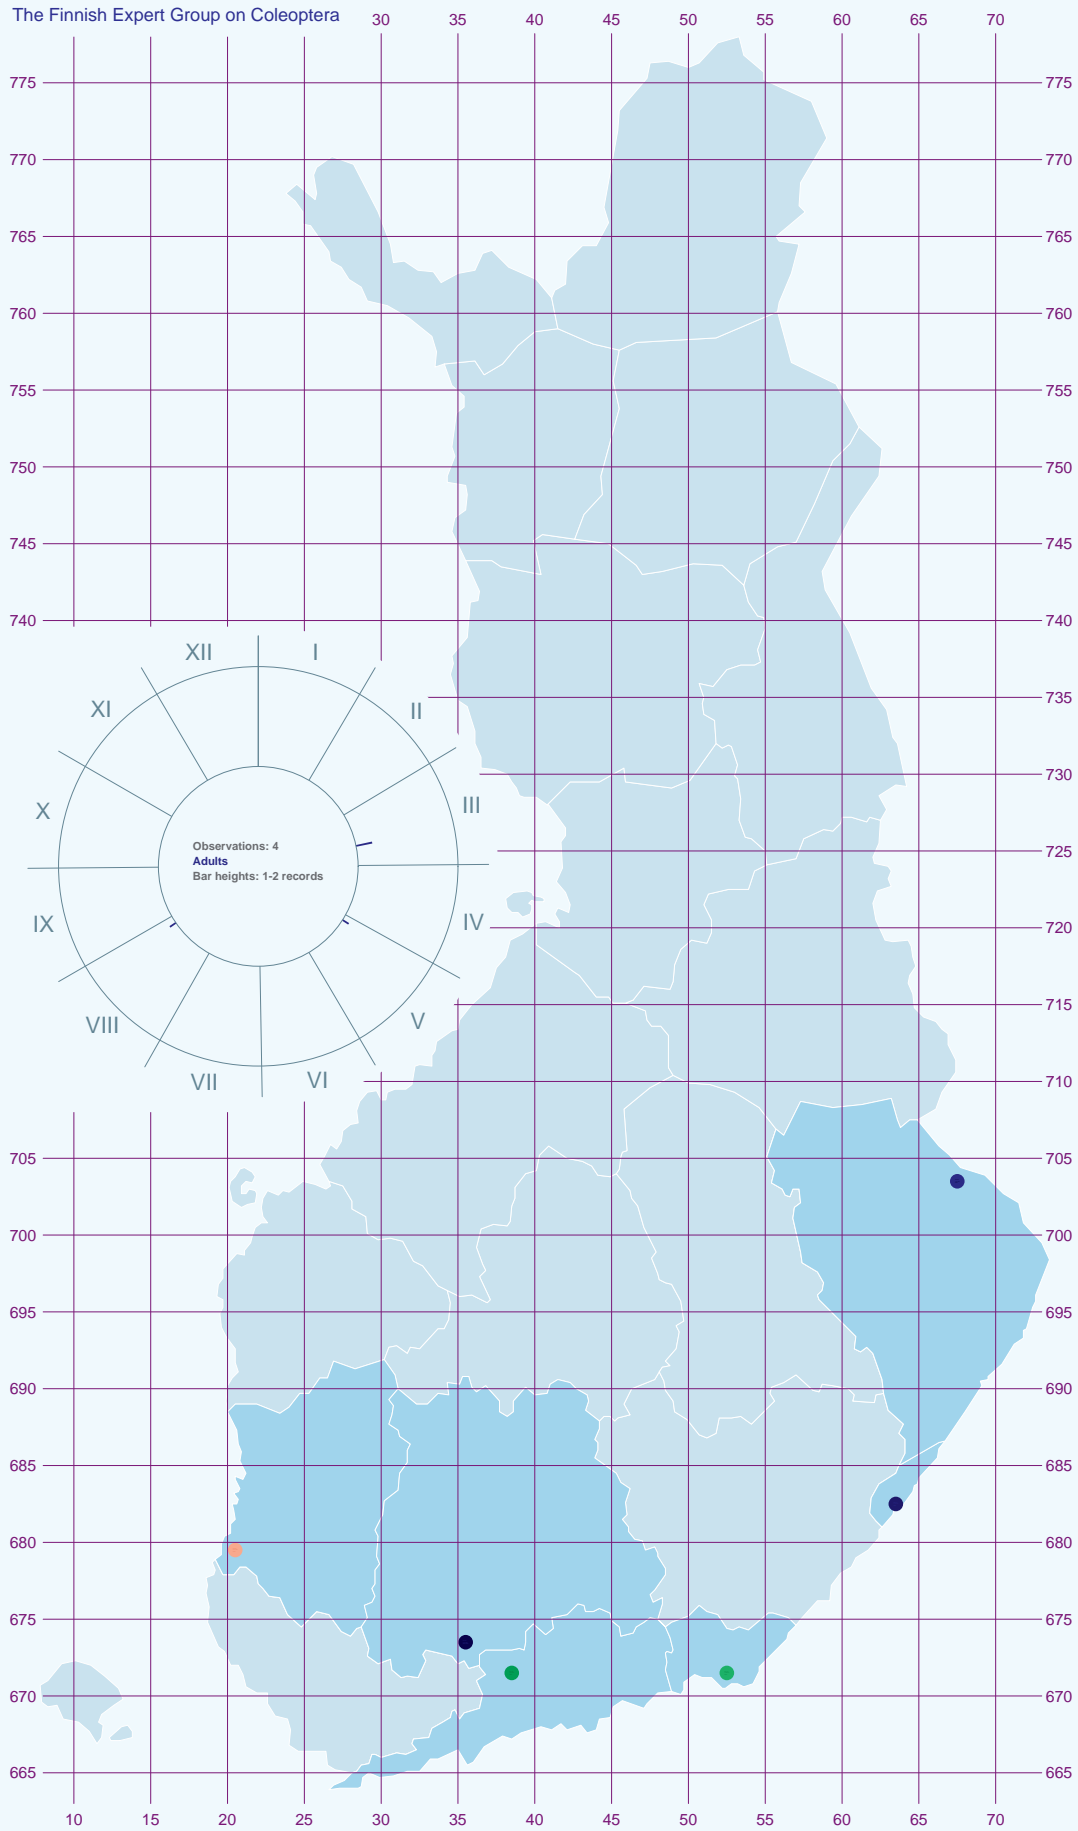 The Finnish Expert Group on Coleoptera
30 35 40 45 50 55 60 65 70
775 775
770 770
765 765
760 760
755 755
750 750
745 745
740 740
XII I
735
XI II
730
III
X
Observations: 4
725
Adults
Bar heights: 1-2 records
IX IV 720
715
VIII V
710
VII VI
705 705
700 700
695 695
690 690
685 685
680 680
675 675
670 670
665 665
10 15 20 25 30 35 40 45 50 55 60 65 70